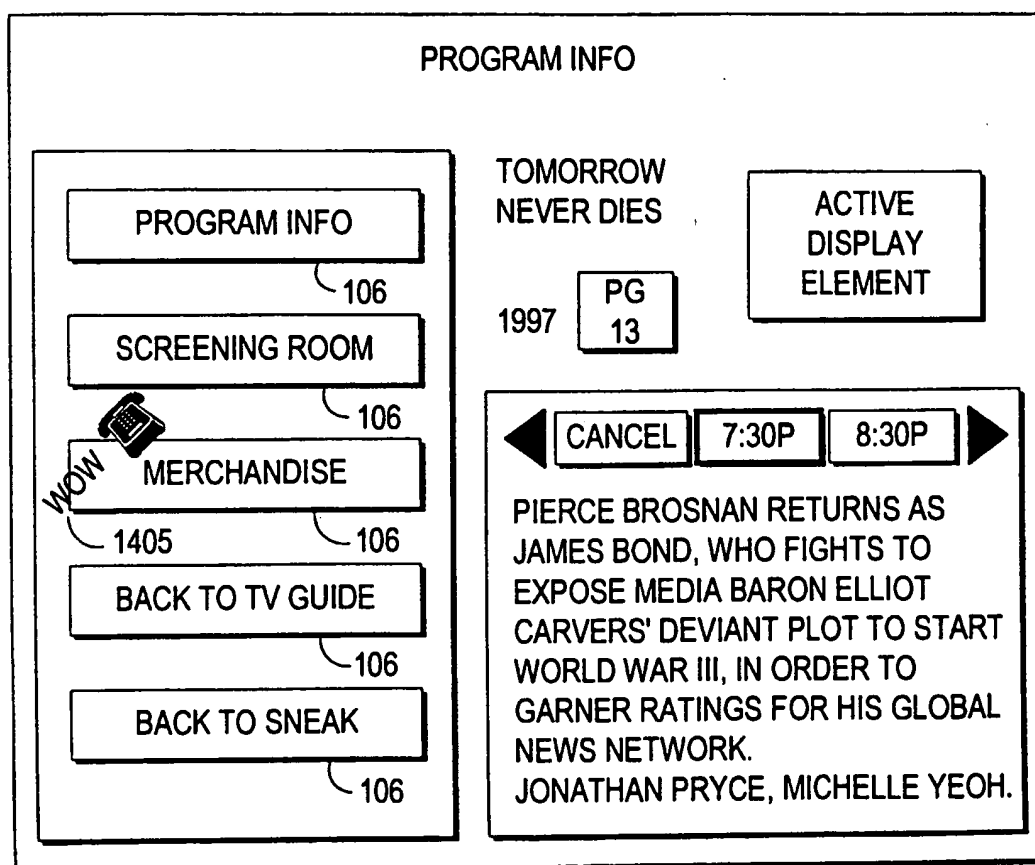 PROGRAM INFO
PROGRAM INFO
106
SCREENING ROOM
106
WOW
MERCHANDISE
1405
106
BACK TO TV GUIDE
106
BACK TO SNEAK
106
TOMORROW
NEVER DIES
1997
PG
13
ACTIVE
DISPLAY
ELEMENT
CANCEL 7:30P 8:30P
PIERCE BROSNAN RETURNS AS
JAMES BOND, WHO FIGHTS TO
EXPOSE MEDIA BARON ELLIOT
CARVERS' DEVIANT PLOT TO START
WORLD WAR III, IN ORDER TO
GARNER RATINGS FOR HIS GLOBAL
NEWS NETWORK.
JONATHAN PRYCE, MICHELLE YEOH.